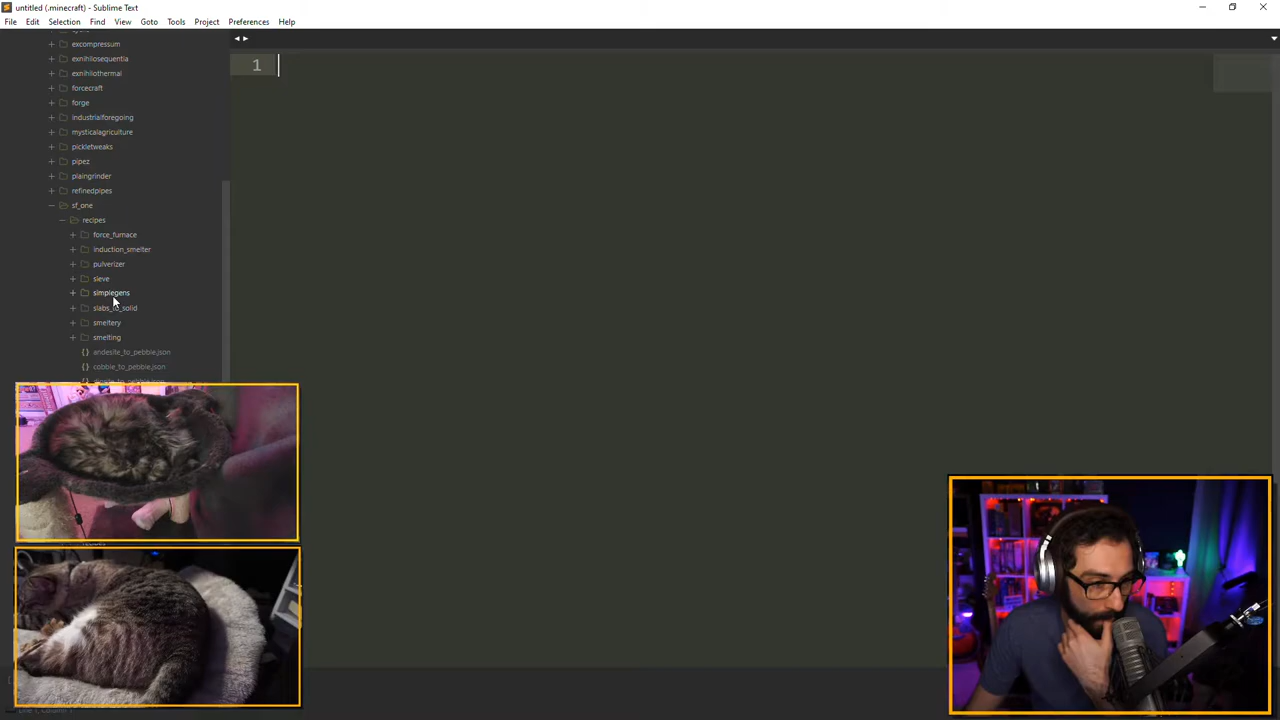 untitled (.minecraft) - Sublime Text
File Edit Selection Find View Goto Tools Project Preferences Help
excompressum
exnihilosequentia
1
exnihilothermal
forcecraft
forge
industrialforegoing
mysticalagriculture
pickletweaks
pipez
plaingrinder
refinedpipes
sf_one
recipes
force_furnace
induction_smelter
pulverizer
sieve
simplegens
slabs_to_solid
smeltery
smelting
andesite_to_pebble.json
cobble_to_pebble.json